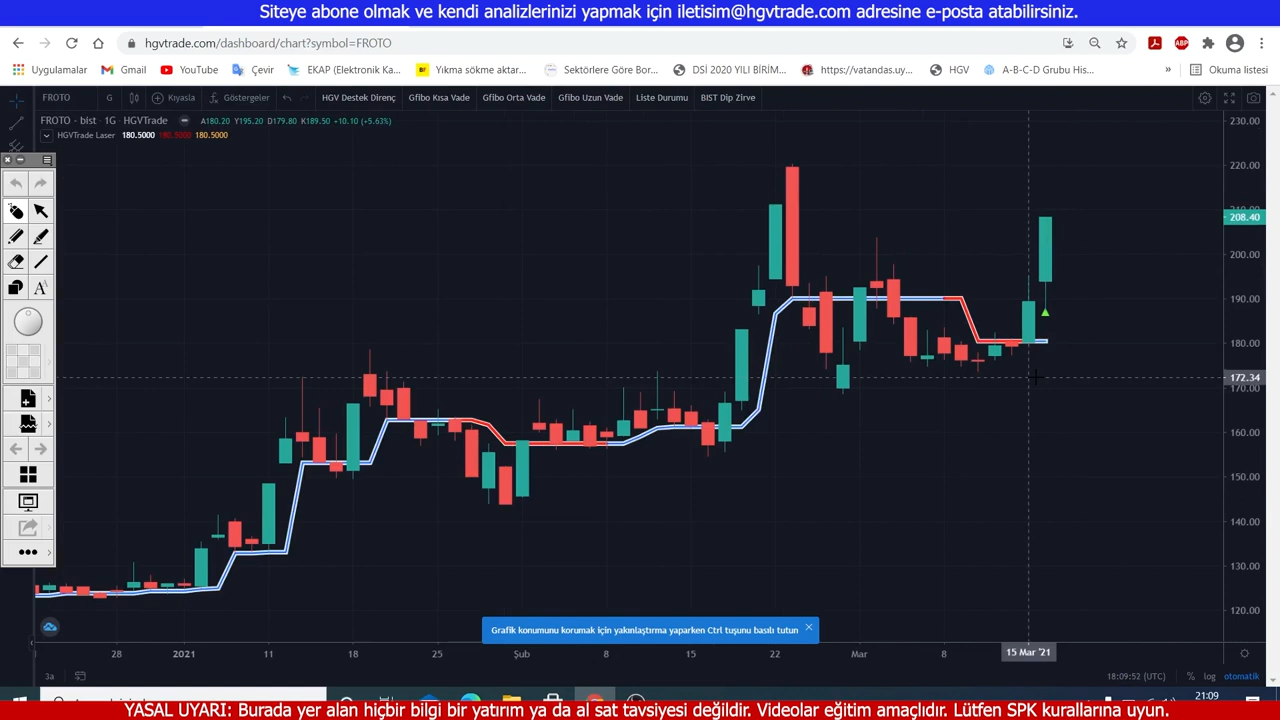 Siteye abone olmak ve kendi analizlerinizi yapmak için iletisim@hgvtrade.com adresine e-posta atabilirsiniz.
hgvtrade.com/dashboard/chart?symbol=FROTO
Uygulamalar Gmail YouTube Çevir EKAP (Elektronik Ka... Yıkma sökme aktar... Sektörlere Göre Bor... DSİ 2020 YILI BİRİM... https://vatandas.uy... HGV A-B-C-D Grubu His... » Okuma listesi
FROTO G Kıyasla Göstergeler HGV Destek Direnç Gfibo Kısa Vade Gfibo Orta Vade Gfibo Uzun Vade Liste Durumu BIST Dip Zirve
FROTO - bist · 1G · HGVTrade A180.20 Y195.20 D179.80 K189.50 +10.10 (+5.63%)
HGVTrade Laser 180.5000 180.5000 180.5000
230.00
220.00
210.00
208.40
200.00
190.00
180.00
172.34
170.00
160.00
150.00
140.00
130.00
120.00
Grafik konumunu korumak için yakınlaştırma yaparken Ctrl tuşunu basılı tutun
28 2021 11 18 25 Şub 8 15 22 Mar 8 15 Mar '21
3a 18:09:52 (UTC) % log otomatik
21:09
YASAL UYARI: Burada yer alan hiçbir bilgi bir yatırım ya da al sat tavsiyesi değildir. Videolar eğitim amaçlıdır. Lütfen SPK kurallarına uyun.